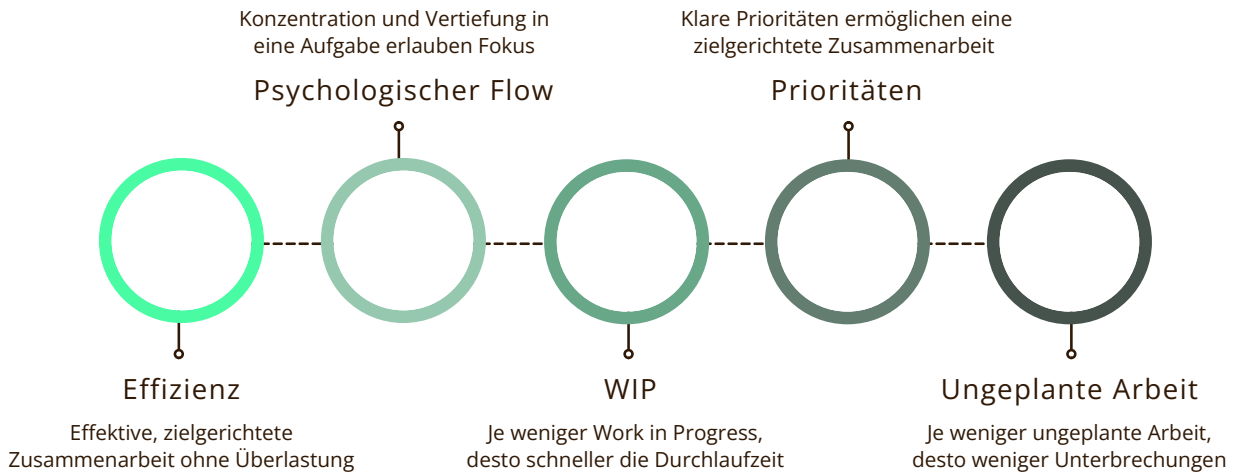 Konzentration und Vertiefung in
eine Aufgabe erlauben Fokus
Psychologischer Flow
Klare Prioritäten ermöglichen eine
zielgerichtete Zusammenarbeit
Prioritäten
Effizienz
Effektive, zielgerichtete
Zusammenarbeit ohne Überlastung
WIP
Je weniger Work in Progress,
desto schneller die Durchlaufzeit
Ungeplante Arbeit
Je weniger ungeplante Arbeit,
desto weniger Unterbrechungen